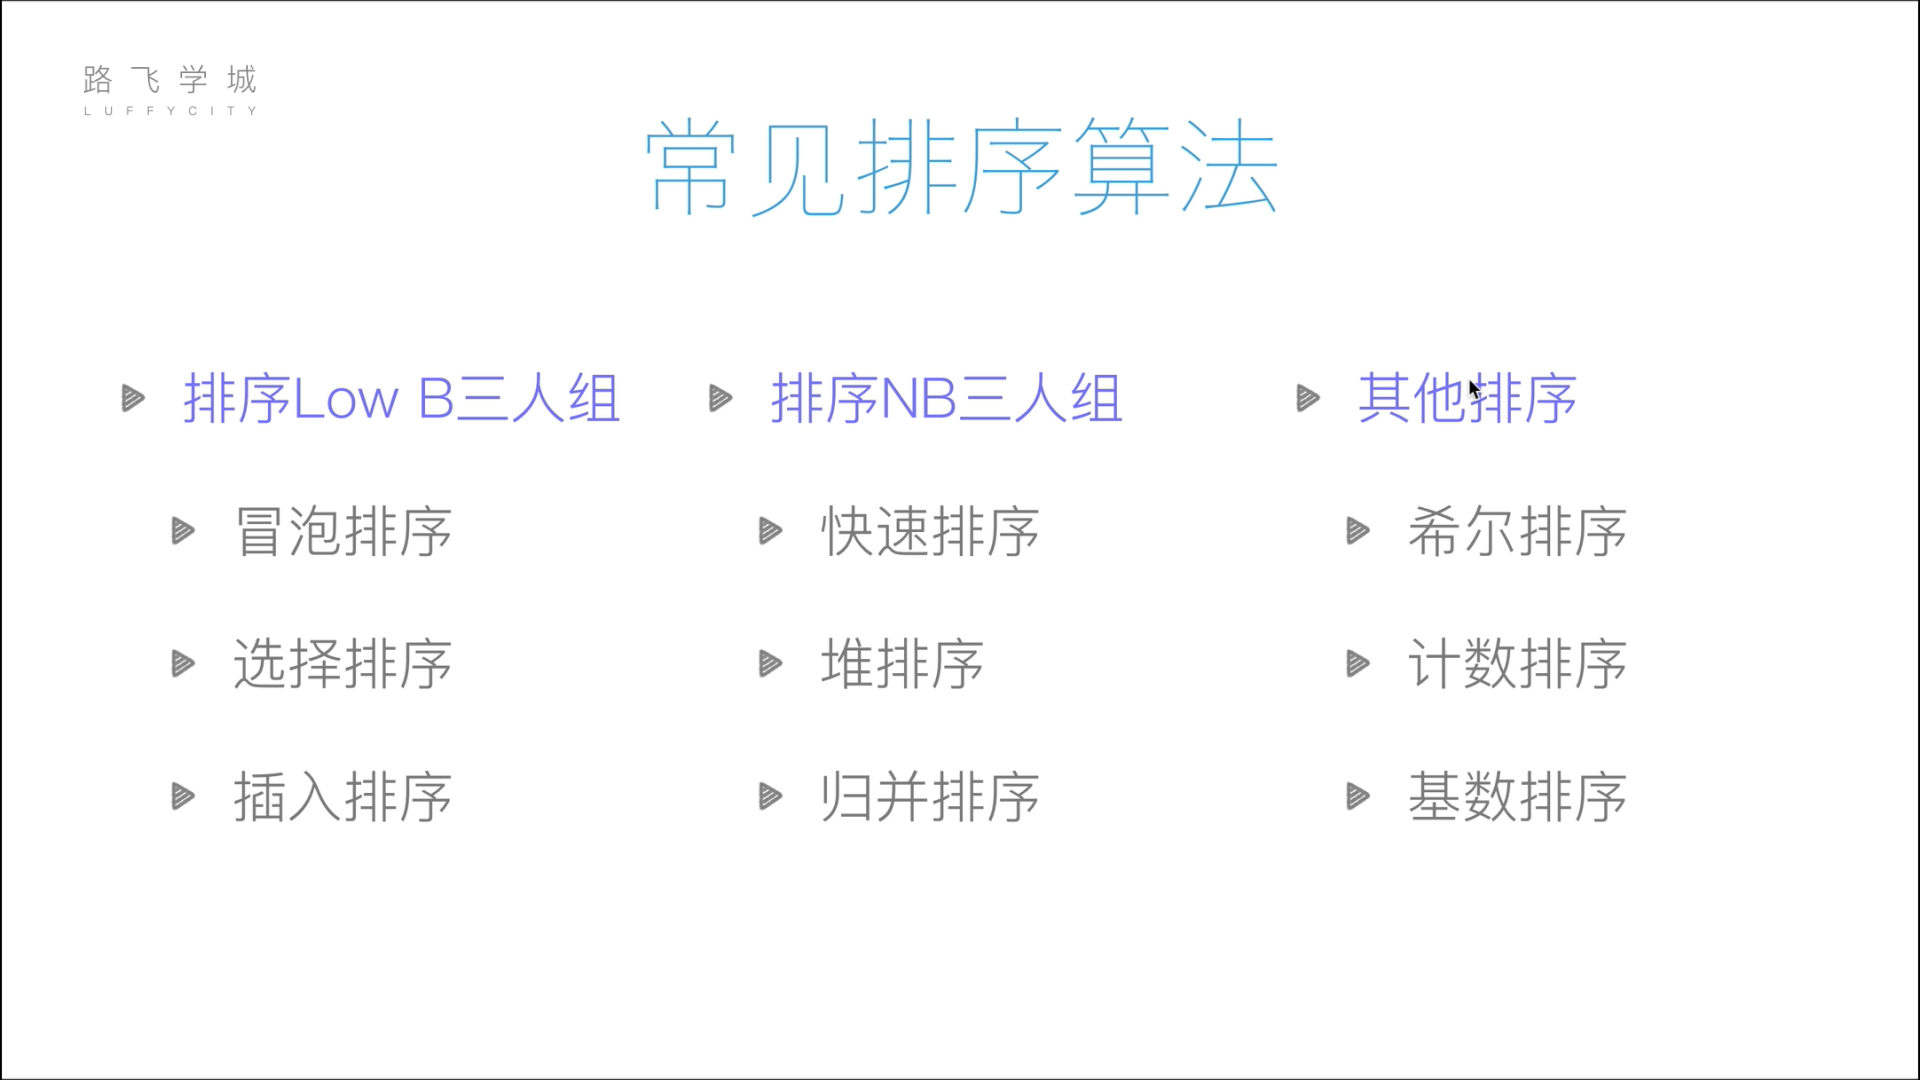 路飞学城
LUFFYCITY
常见排序算法
排序Low B三人组
冒泡排序
选择排序
插入排序
排序NB三人组
快速排序
堆排序
归并排序
其他排序
希尔排序
计数排序
基数排序